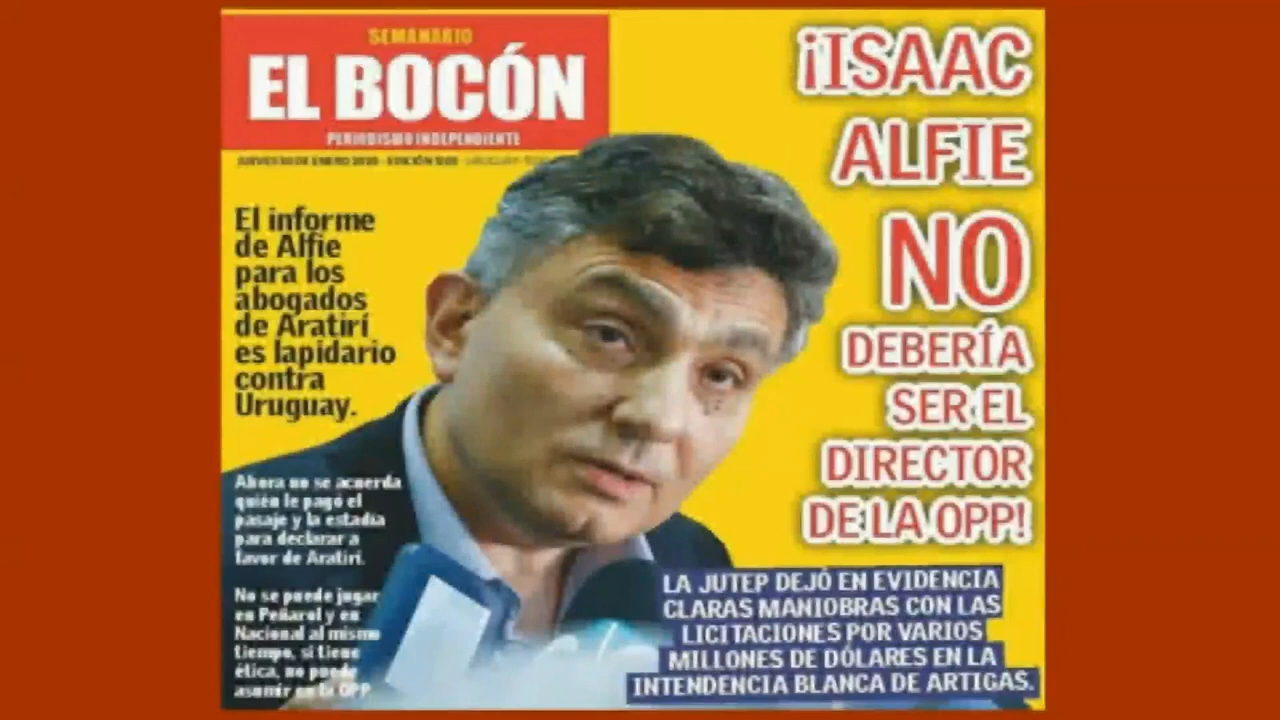 SEMANARIO
EL BOCÓN
PERIODISMO INDEPENDIENTE
DE ENERO EDICIÓN
¡ISAAC
ALFIE
NO
DEBERÍA
SER EL
DIRECTOR
DE LA OPP!
El informe
de Alfie
para los
abogados
de Aratirí
es lapidario
contra
Uruguay.
Ahora no se acuerda
quién le pagó el
pasaje y la estadía
para declarar a
favor de Aratirí.
No se puede jugar
en Peñarol y en
Nacional al mismo
tiempo, si tiene
ética, no puede
asumir en la OPP
LA JUTEP DEJÓ EN EVIDENCIA
CLARAS MANIOBRAS CON LAS
LICITACIONES POR VARIOS
MILLONES DE DÓLARES EN LA
INTENDENCIA BLANCA DE ARTIGAS.